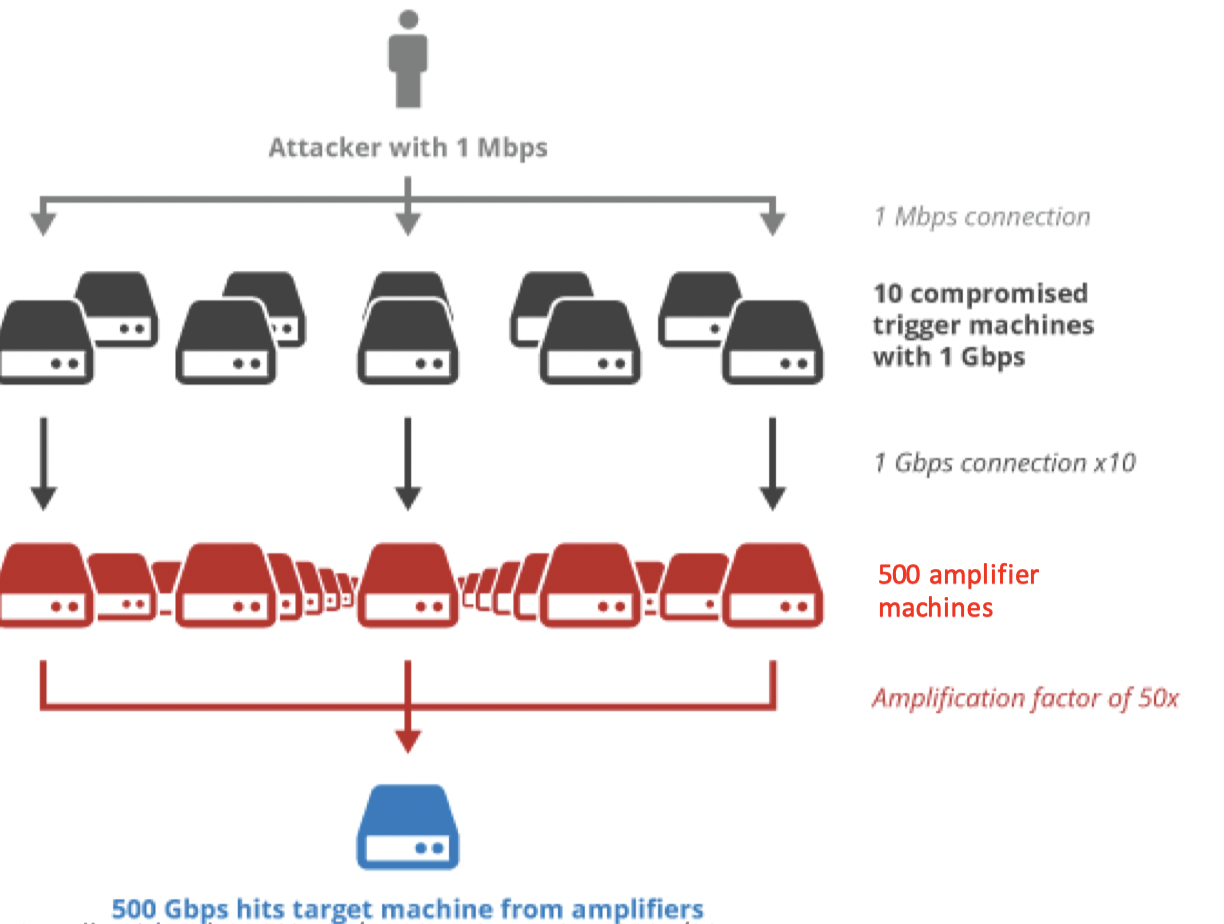 Attacker with 1 Mbps
1 Mbps connection
10 compromised
trigger machines
with 1 Gbps
1 Gbps connection x10
500 amplifier
machines
Amplification factor of 50x
500 Gbps hits target machine from amplifiers